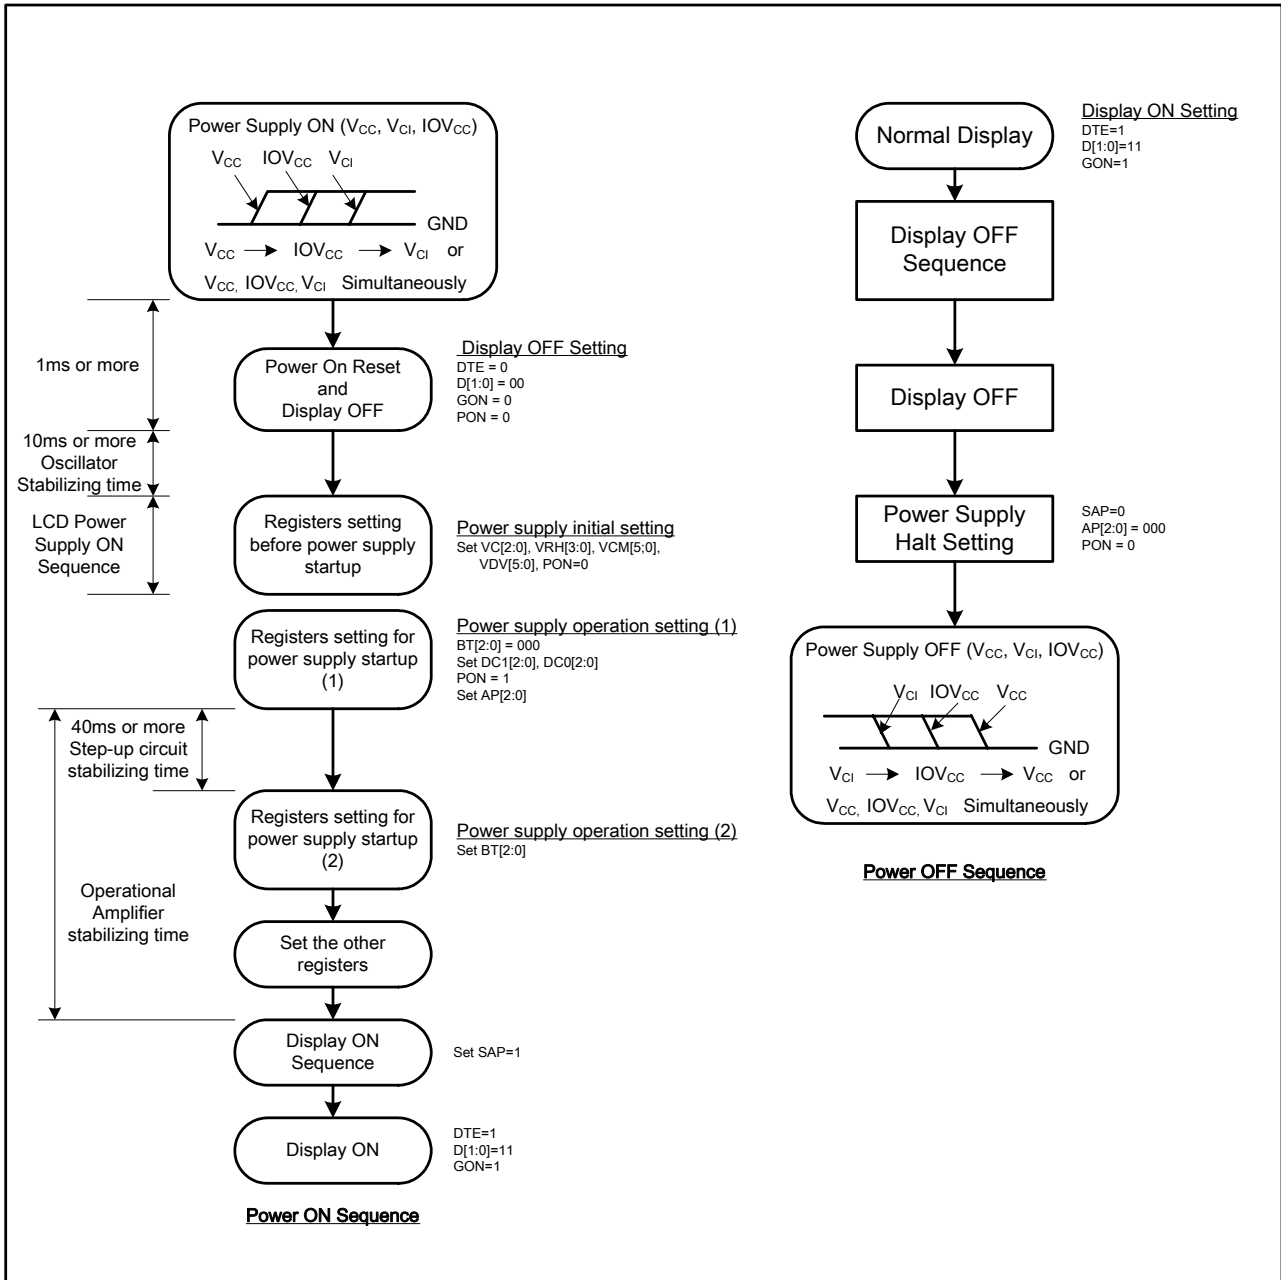 Power Supply ON (VCC, VCI, IOVCC)
VCC IOVCC VCI
GND
VCC IOVCC VCI or
VCC, IOVCC, VCI Simultaneously
1ms or more
Power On Reset
and
Display OFF
Display OFF Setting
DTE = 0
D[1:0] = 00
GON = 0
PON = 0
10ms or more
Oscillator
Stabilizing time
LCD Power
Supply ON
Sequence
Registers setting
before power supply
startup
Power supply initial setting
Set VC[2:0], VRH[3:0], VCM[5;0],
VDV[5:0], PON=0
Registers setting for
power supply startup
(1)
Power supply operation setting (1)
BT[2:0] = 000
Set DC1[2:0], DC0[2:0]
PON = 1
Set AP[2:0]
40ms or more
Step-up circuit
stabilizing time
Registers setting for
power supply startup
(2)
Power supply operation setting (2)
Set BT[2:0]
Operational
Amplifier
stabilizing time
Set the other
registers
Display ON
Sequence
Set SAP=1
Display ON
DTE=1
D[1:0]=11
GON=1
Power ON Sequence
Normal Display
Display ON Setting
DTE=1
D[1:0]=11
GON=1
Display OFF
Sequence
Display OFF
Power Supply
Halt Setting
SAP=0
AP[2:0] = 000
PON = 0
Power Supply OFF (VCC, VCI, IOVCC)
VCI IOVCC VCC
GND
VCI IOVCC VCC or
VCC, IOVCC, VCI Simultaneously
Power OFF Sequence